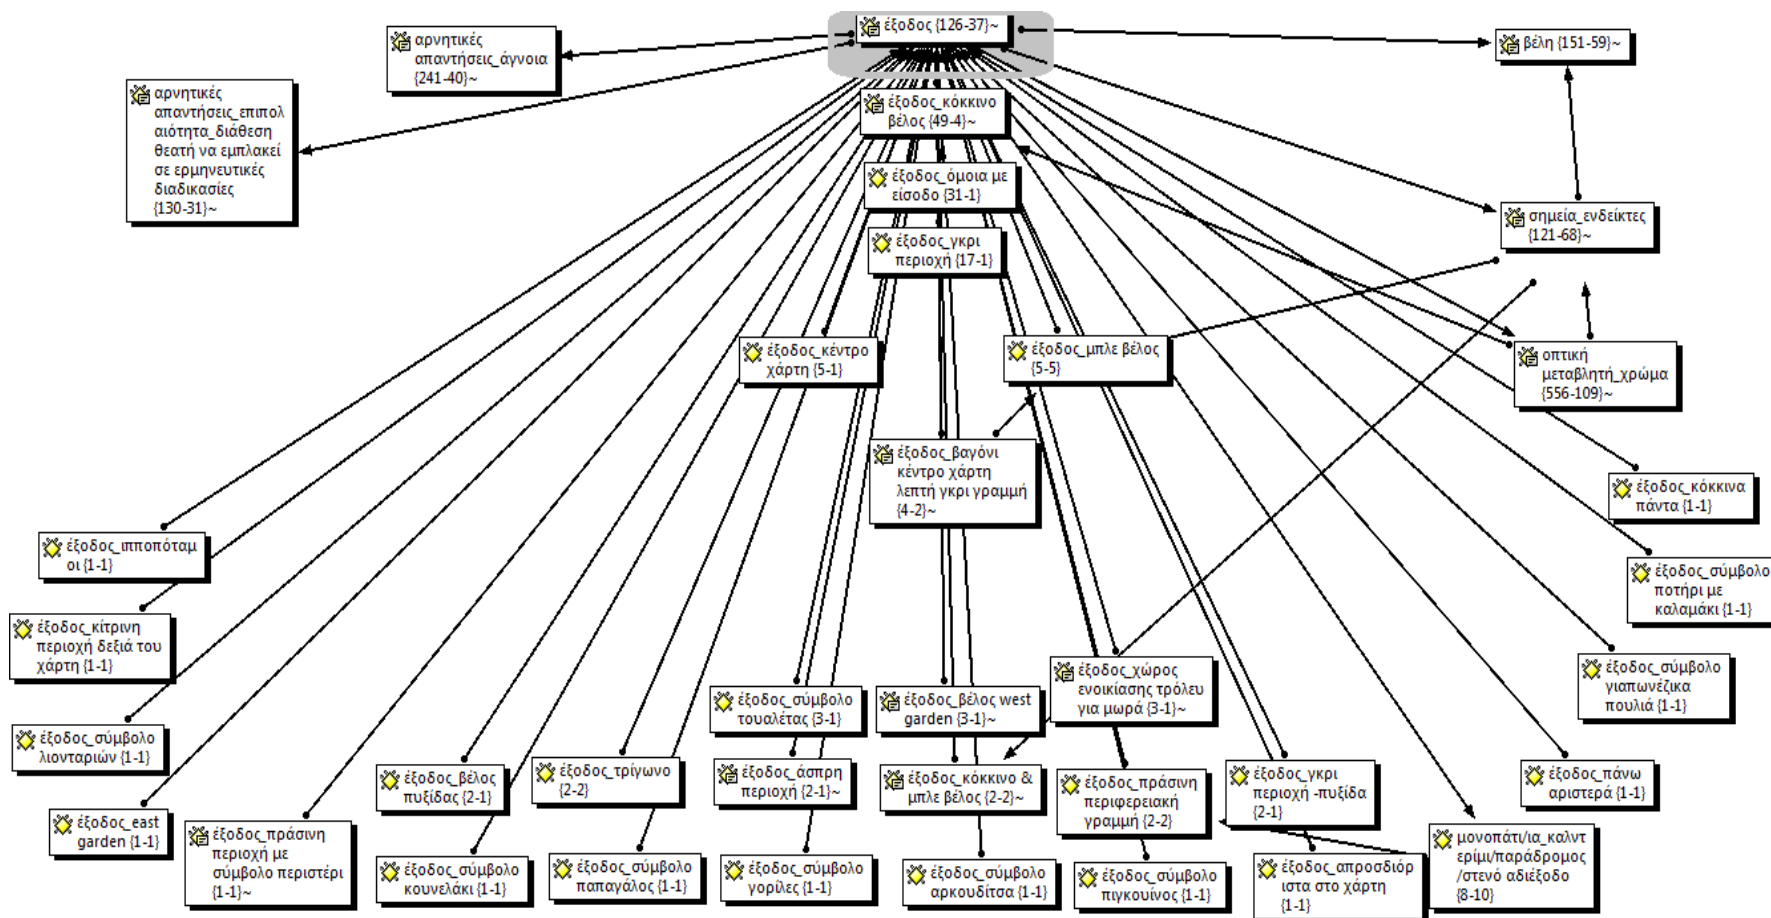 έξοδος {126-37}~
αρνητικές
απαντήσεις_άγνοια
{241-40}~
βέλη {151-59}~
αρνητικές
απαντήσεις_επιπολ
αιότητα_διάθεση
θεατή να εμπλακεί
σε ερμηνευτικές
διαδικασίες
{130-31}~
έξοδος_κόκκινο
βέλος {49-4}~
έξοδος_όμοια με
είσοδο {31-1}
σημεία_ενδείκτες
{121-68}~
έξοδος_γκρι
περιοχή {17-1}
έξοδος_κέντρο
χάρτη {5-1}
έξοδος_μπλε βέλος
{5-5}
οπτική
μεταβλητή_χρώμα
{556-109}~
έξοδος_βαγόνι
κέντρο χάρτη
λεπτή γκρι γραμμή
{4-2}~
έξοδος_κόκκινα
πάντα {1-1}
έξοδος_ιπποπόταμ
οι {1-1}
έξοδος_σύμβολο
ποτήρι με
καλαμάκι {1-1}
έξοδος_κίτρινη
περιοχή δεξιά του
χάρτη {1-1}
έξοδος_σύμβολο
γιαπωνέζικα
πουλιά {1-1}
έξοδος_χώρος
ενοικίασης τρόλευ
για μωρά {3-1}~
έξοδος_σύμβολο
τουαλέτας {3-1}
έξοδος_βέλος west
garden {3-1}~
έξοδος_σύμβολο
λιονταριών {1-1}
έξοδος_βέλος
πυξίδας {2-1}
έξοδος_τρίγωνο
{2-2}
έξοδος_άσπρη
περιοχή {2-1}~
έξοδος_κόκκινο &
μπλε βέλος {2-2}~
έξοδος_πράσινη
περιφερειακή
γραμμή {2-2}
έξοδος_γκρι
περιοχή -πυξίδα
{2-1}
έξοδος_πάνω
αριστερά {1-1}
έξοδος_east
garden {1-1}
έξοδος_πράσινη
περιοχή με
σύμβολο περιστέρι
{1-1}~
έξοδος_σύμβολο
κουνελάκι {1-1}
έξοδος_σύμβολο
παπαγάλος {1-1}
έξοδος_σύμβολο
γορίλες {1-1}
έξοδος_σύμβολο
αρκουδίτσα {1-1}
έξοδος_σύμβολο
πιγκουίνος {1-1}
έξοδος_απροσδιόρ
ιστα στο χάρτη
{1-1}
μονοπάτι/ια_καλντ
ερίμι/παράδρομος
/στενό αδιέξοδο
{8-10}